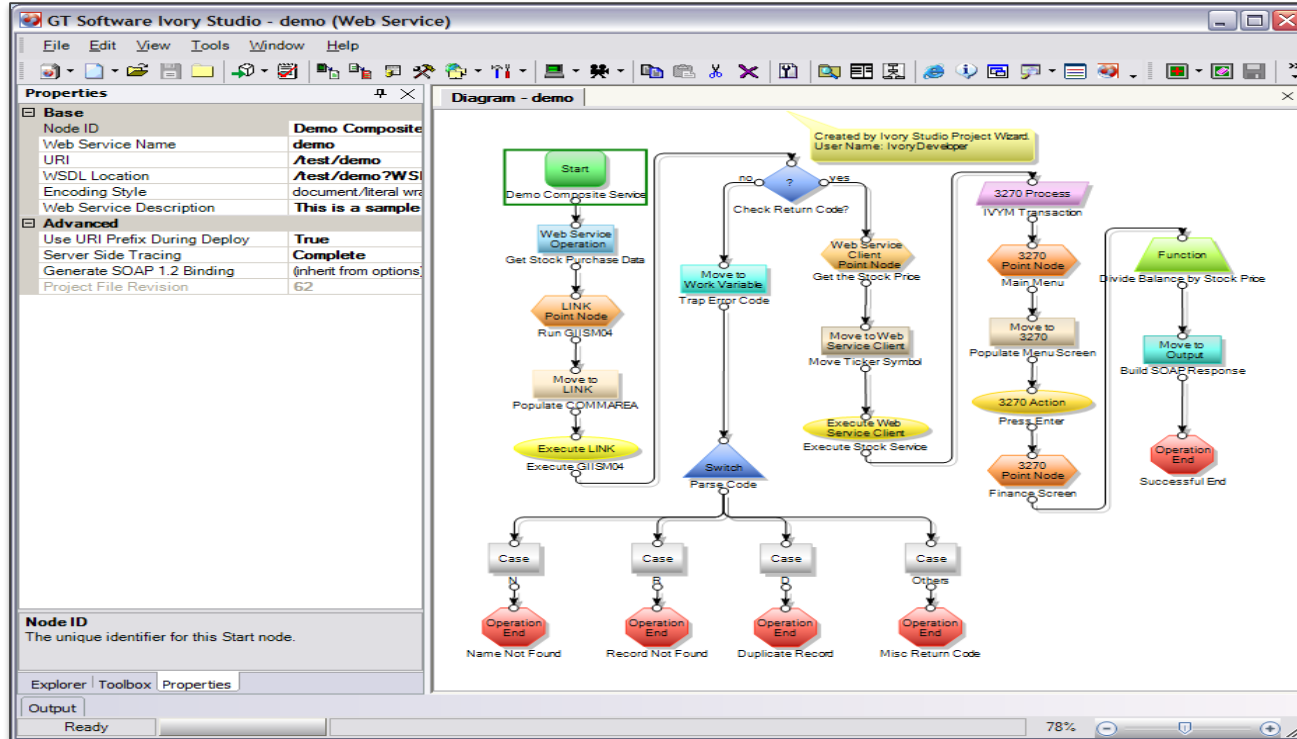 GT Software Ivory Studio - demo (Web Service)
File Edit View Tools Window Help
Properties
Base
Node ID Demo Composite
Web Service Name demo
URI /test/demo
WSDL Location /test/demo?WSI
Encoding Style document/literal wra
Web Service Description This is a sample
Advanced
Use URI Prefix During Deploy True
Server Side Tracing Complete
Generate SOAP 1.2 Binding (inherit from options)
Project File Revision 62
Node ID
The unique identifier for this Start node.
Explorer Toolbox Properties
Output
Ready
78%
Diagram - demo
Created by Ivory Studio Project Wizard.
User Name: IvoryDeveloper
Start
Demo Composite Service
Web Service
Operation
Get Stock Purchase Data
LINK
Point Node
Run GIISM04
Move to
LINK
Populate COMMAREA
Execute LINK
Execute GIISM04
no ? yes
Check Return Code?
Move to
Work Variable
Trap Error Code
Switch
Parse Code
Case
N
Operation
End
Name Not Found
Case
R
Operation
End
Record Not Found
Case
D
Operation
End
Duplicate Record
Case
Others
Operation
End
Misc Return Code
Web Service
Client
Point Node
Get the Stock Price
Move to Web
Service Client
Move Ticker Symbol
Execute Web
Service Client
Execute Stock Service
3270 Process
IVYM Transaction
3270
Point Node
Main Menu
Move to
3270
Populate Menu Screen
3270 Action
Press Enter
3270
Point Node
Finance Screen
Function
Divide Balance by Stock Price
Move to
Output
Build SOAP Response
Operation
End
Successful End